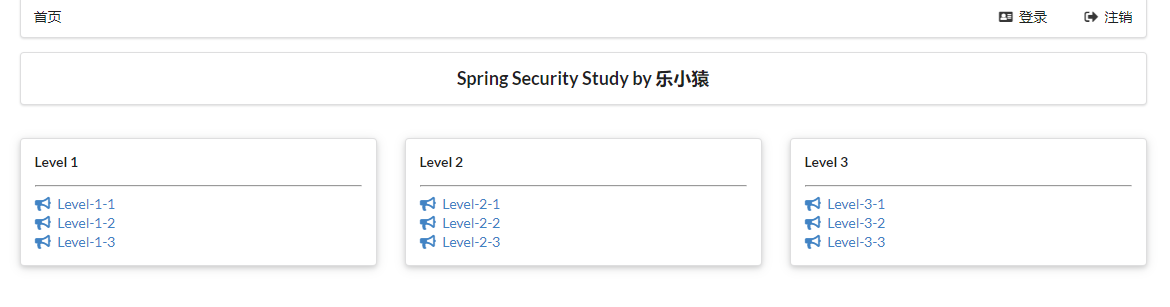 首页 登录 注销
Spring Security Study by 乐小猿
Level 1
Level-1-1
Level-1-2
Level-1-3
Level 2
Level-2-1
Level-2-2
Level-2-3
Level 3
Level-3-1
Level-3-2
Level-3-3